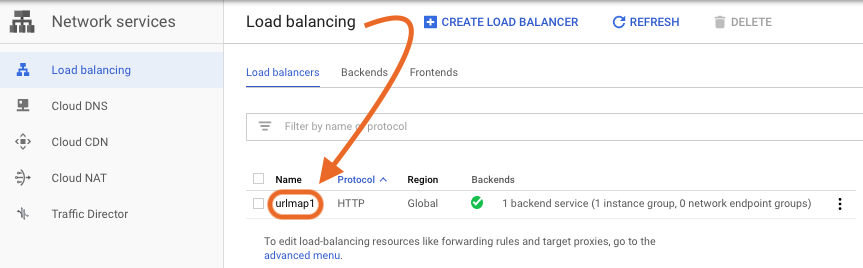 Network services
Load balancing
Cloud DNS
Cloud CDN
Cloud NAT
Traffic Director
Load balancing CREATE LOAD BALANCER REFRESH DELETE
Load balancers Backends Frontends
Filter by name or protocol
Name Protocol Region Backends
urlmap1 HTTP Global 1 backend service (1 instance group, 0 network endpoint groups)
To edit load-balancing resources like forwarding rules and target proxies, go to the
advanced menu.